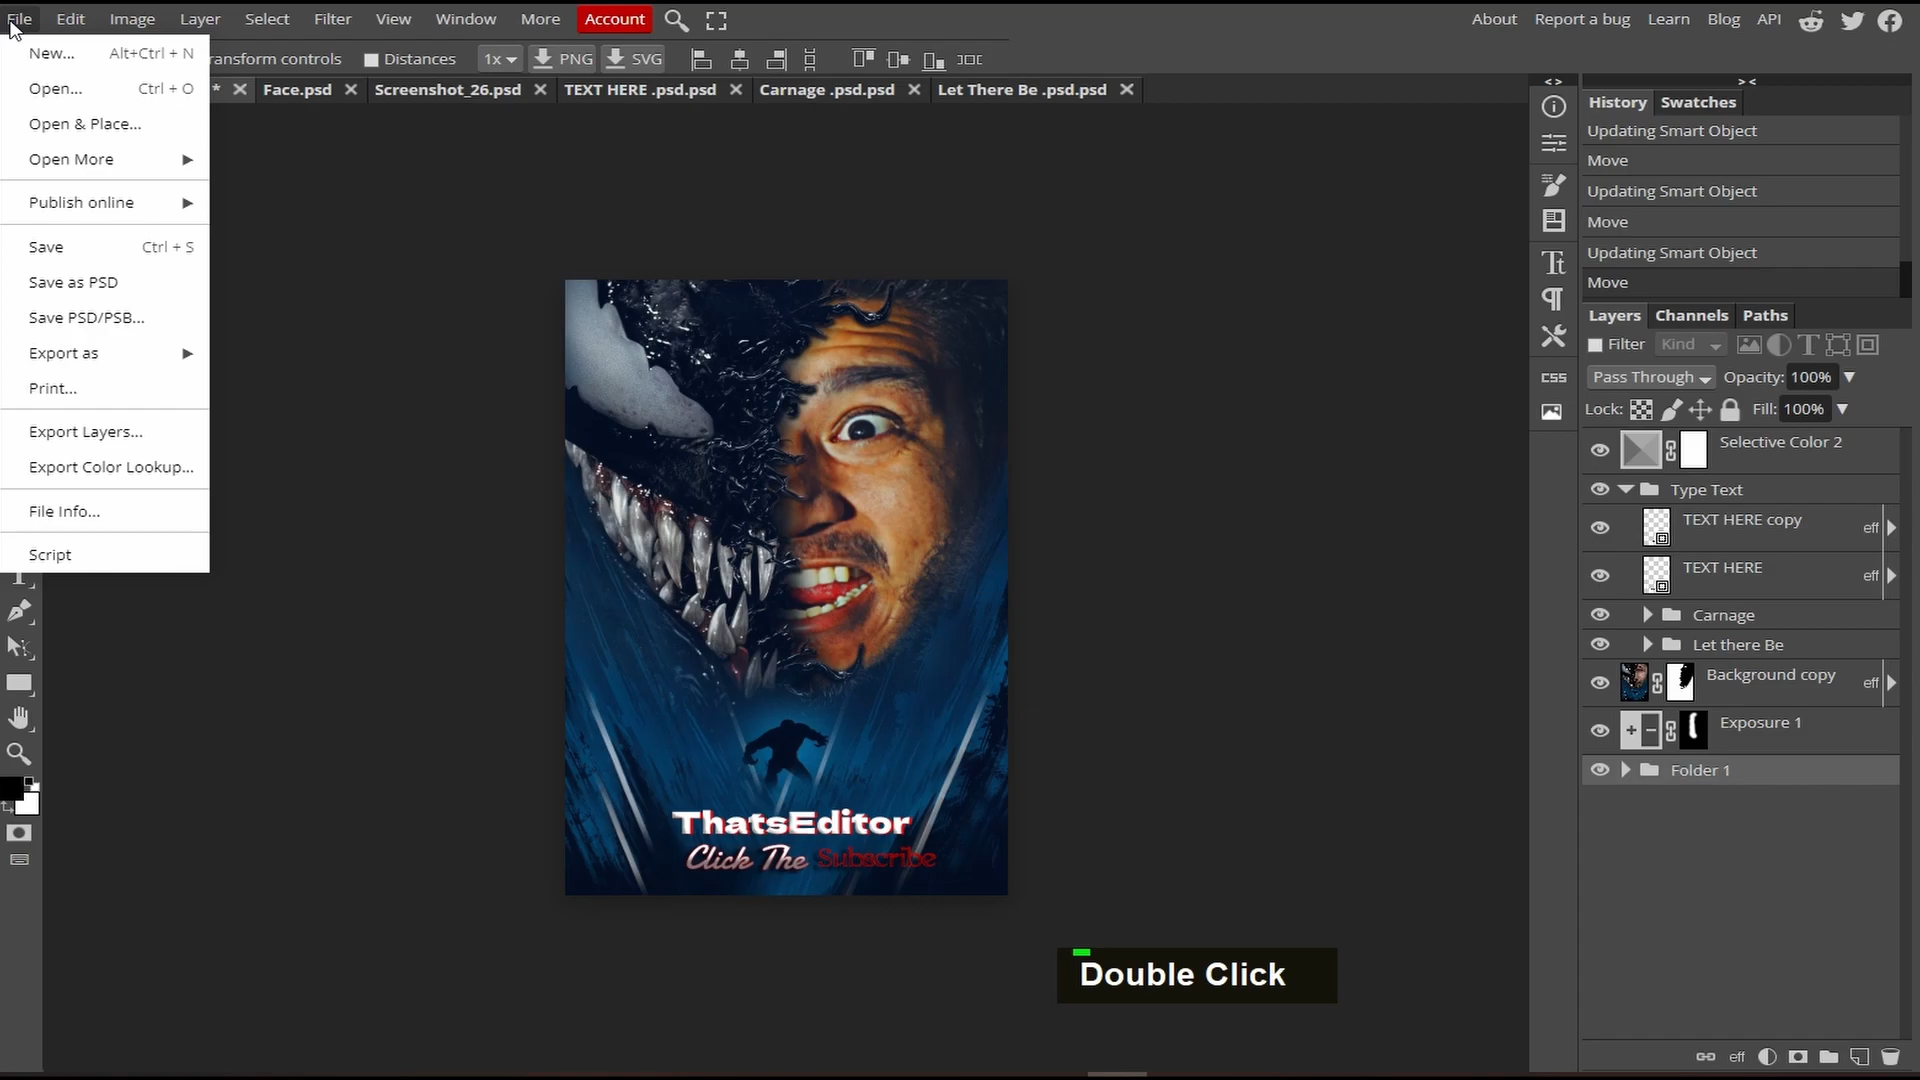 File Edit Image Layer Select Filter View Window More Account About Report a bug Learn Blog API
ransform controls Distances 1x PNG SVG
* Face.psd Screenshot_26.psd TEXT HERE .psd.psd Carnage .psd.psd Let There Be .psd.psd
New... Alt+Ctrl + N
Open... Ctrl + O
Open & Place...
Open More
Publish online
Save Ctrl + S
Save as PSD
Save PSD/PSB...
Export as
Print...
Export Layers...
Export Color Lookup...
File Info...
Script
ThatsEditor
Click The Subscribe
Double Click
< > > <
History Swatches
Updating Smart Object
Move
Updating Smart Object
Move
Updating Smart Object
Move
Layers Channels Paths
Filter Kind
Pass Through Opacity: 100%
Lock: Fill: 100%
CSS
Selective Color 2
Type Text
TEXT HERE copy eff
TEXT HERE eff
Carnage
Let there Be
Background copy eff
Exposure 1
Folder 1
eff